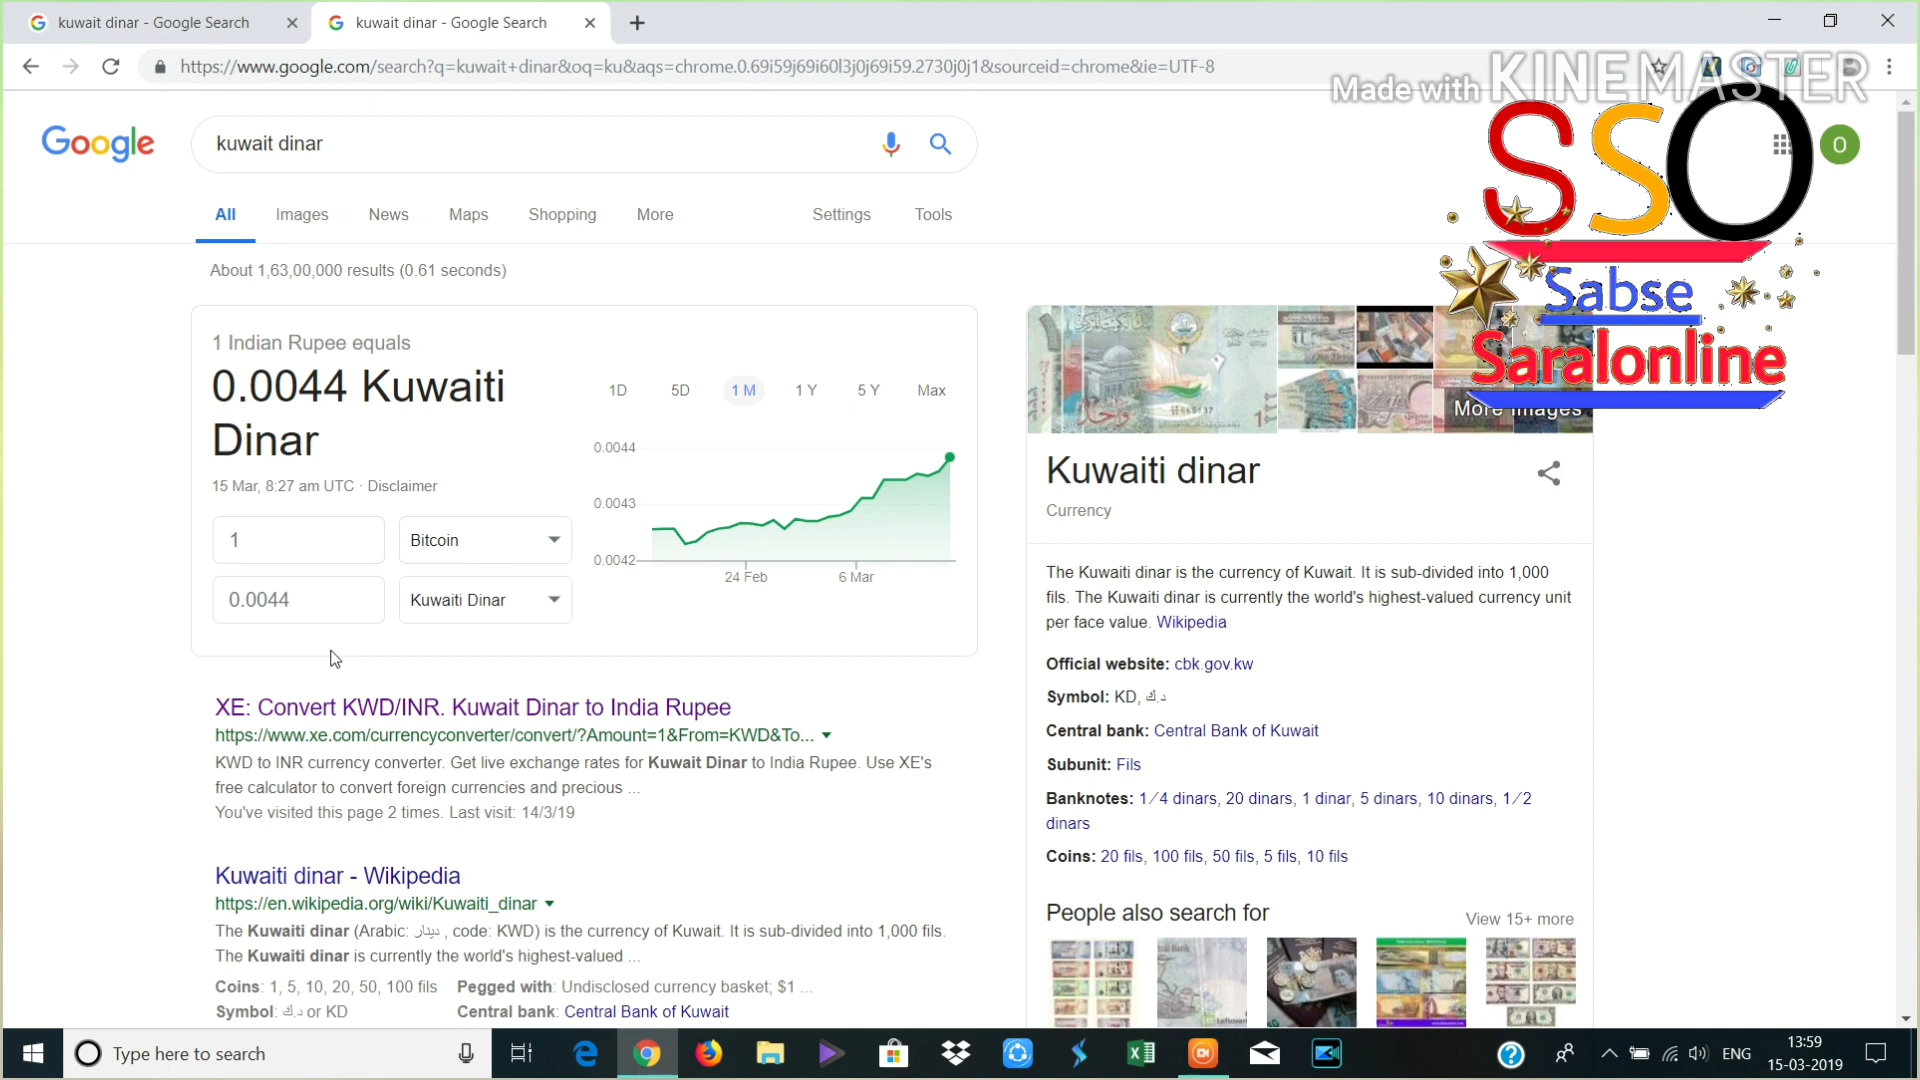 kuwait dinar - Google Search
kuwait dinar - Google Search
https://www.google.com/search?q=kuwait+dinar&oq=ku&aqs=chrome.0.69i59j69i60l3j0j69i59.2730j0j1&sourceid=chrome&ie=UTF-8
Made with KINEMASTER
Google
kuwait dinar
O
SSO
Sabse
Saralonline
All Images News Maps Shopping More Settings Tools
About 1,63,00,000 results (0.61 seconds)
1 Indian Rupee equals
0.0044 Kuwaiti
Dinar
15 Mar, 8:27 am UTC · Disclaimer
1 Bitcoin
0.0044 Kuwaiti Dinar
1D 5D 1M 1Y 5Y Max
0.0044
0.0043
0.0042
24 Feb 6 Mar
XE: Convert KWD/INR. Kuwait Dinar to India Rupee
https://www.xe.com/currencyconverter/convert/?Amount=1&From=KWD&To...
KWD to INR currency converter. Get live exchange rates for Kuwait Dinar to India Rupee. Use XE's
free calculator to convert foreign currencies and precious ...
You've visited this page 2 times. Last visit: 14/3/19
Kuwaiti dinar - Wikipedia
https://en.wikipedia.org/wiki/Kuwaiti_dinar
The Kuwaiti dinar (Arabic: دينار, code: KWD) is the currency of Kuwait. It is sub-divided into 1,000 fils.
The Kuwaiti dinar is currently the world's highest-valued ...
Coins: 1, 5, 10, 20, 50, 100 fils Pegged with: Undisclosed currency basket; $1 ...
Symbol: د.ك or KD Central bank: Central Bank of Kuwait
More images
Kuwaiti dinar
Currency
The Kuwaiti dinar is the currency of Kuwait. It is sub-divided into 1,000
fils. The Kuwaiti dinar is currently the world's highest-valued currency unit
per face value. Wikipedia
Official website: cbk.gov.kw
Symbol: KD, د.ك
Central bank: Central Bank of Kuwait
Subunit: Fils
Banknotes: 1/4 dinars, 20 dinars, 1 dinar, 5 dinars, 10 dinars, 1/2
dinars
Coins: 20 fils, 100 fils, 50 fils, 5 fils, 10 fils
People also search for
View 15+ more
Type here to search
ENG
13:59
15-03-2019